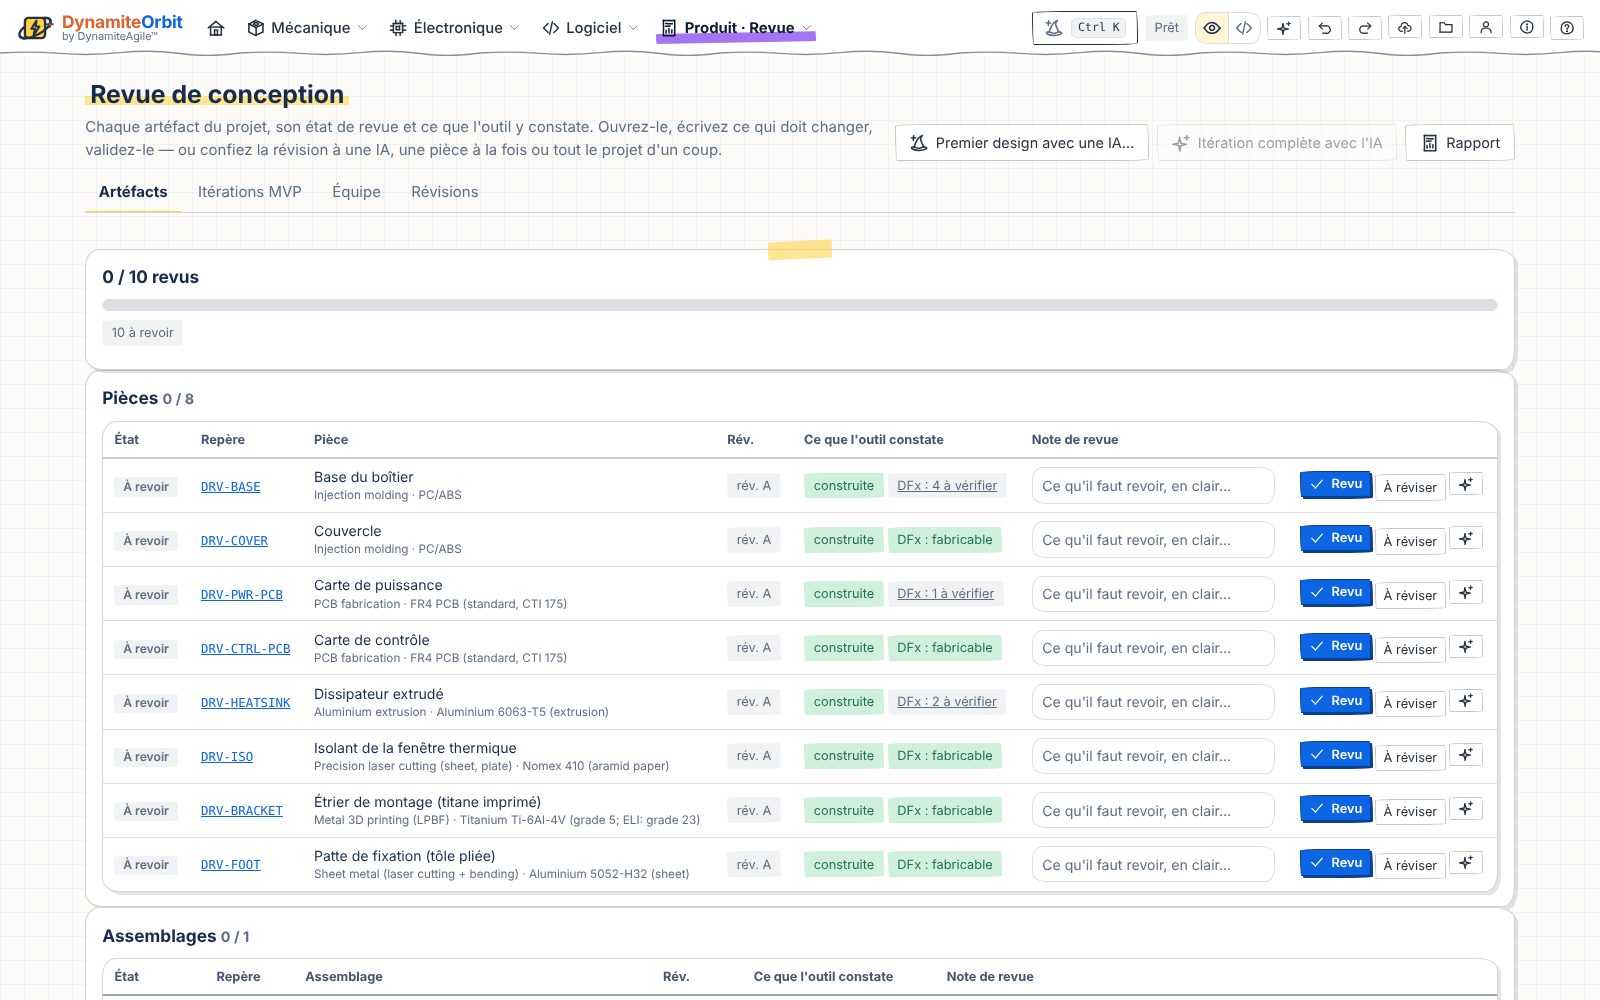 DynamiteOrbit
by DynamiteAgile™
Mécanique
Électronique
Logiciel
Produit · Revue
Ctrl K
Prêt
Revue de conception
Chaque artéfact du projet, son état de revue et ce que l'outil y constate. Ouvrez-le, écrivez ce qui doit changer,
validez-le — ou confiez la révision à une IA, une pièce à la fois ou tout le projet d'un coup.
Premier design avec une IA...
Itération complète avec l'IA
Rapport
Artéfacts
Itérations MVP
Équipe
Révisions
0 / 10 revus
10 à revoir
Pièces 0 / 8
État Repère Pièce Rév. Ce que l'outil constate Note de revue
À revoir DRV-BASE Base du boîtier rév. A construite DFx : 4 à vérifier Ce qu'il faut revoir, en clair... Revu À réviser
Injection molding · PC/ABS
À revoir DRV-COVER Couvercle rév. A construite DFx : fabricable Ce qu'il faut revoir, en clair... Revu À réviser
Injection molding · PC/ABS
À revoir DRV-PWR-PCB Carte de puissance rév. A construite DFx : 1 à vérifier Ce qu'il faut revoir, en clair... Revu À réviser
PCB fabrication · FR4 PCB (standard, CTI 175)
À revoir DRV-CTRL-PCB Carte de contrôle rév. A construite DFx : fabricable Ce qu'il faut revoir, en clair... Revu À réviser
PCB fabrication · FR4 PCB (standard, CTI 175)
À revoir DRV-HEATSINK Dissipateur extrudé rév. A construite DFx : 2 à vérifier Ce qu'il faut revoir, en clair... Revu À réviser
Aluminium extrusion · Aluminium 6063-T5 (extrusion)
À revoir DRV-ISO Isolant de la fenêtre thermique rév. A construite DFx : fabricable Ce qu'il faut revoir, en clair... Revu À réviser
Precision laser cutting (sheet, plate) · Nomex 410 (aramid paper)
À revoir DRV-BRACKET Étrier de montage (titane imprimé) rév. A construite DFx : fabricable Ce qu'il faut revoir, en clair... Revu À réviser
Metal 3D printing (LPBF) · Titanium Ti-6Al-4V (grade 5; ELI: grade 23)
À revoir DRV-FOOT Patte de fixation (tôle pliée) rév. A construite DFx : fabricable Ce qu'il faut revoir, en clair... Revu À réviser
Sheet metal (laser cutting + bending) · Aluminium 5052-H32 (sheet)
Assemblages 0 / 1
État Repère Assemblage Rév. Ce que l'outil constate Note de revue